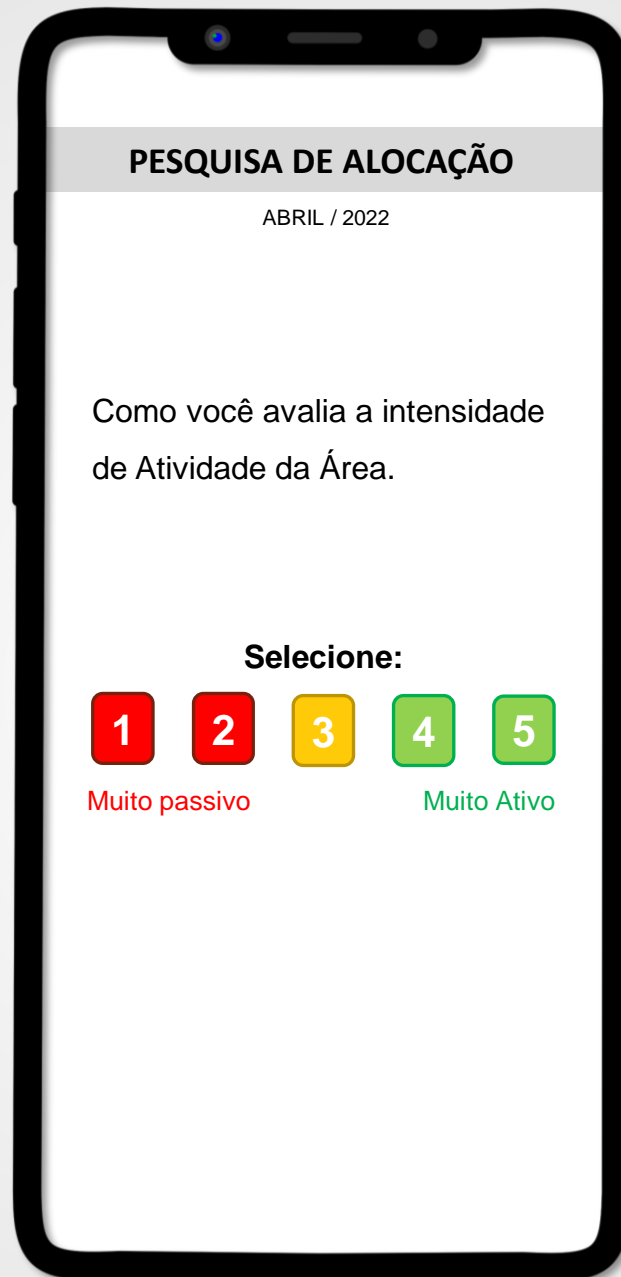 PESQUISA DE ALOCAÇÃO
ABRIL / 2022
Como você avalia a intensidade
de Atividade da Área.
Selecione:
1 2 3 4 5
Muito passivo Muito Ativo